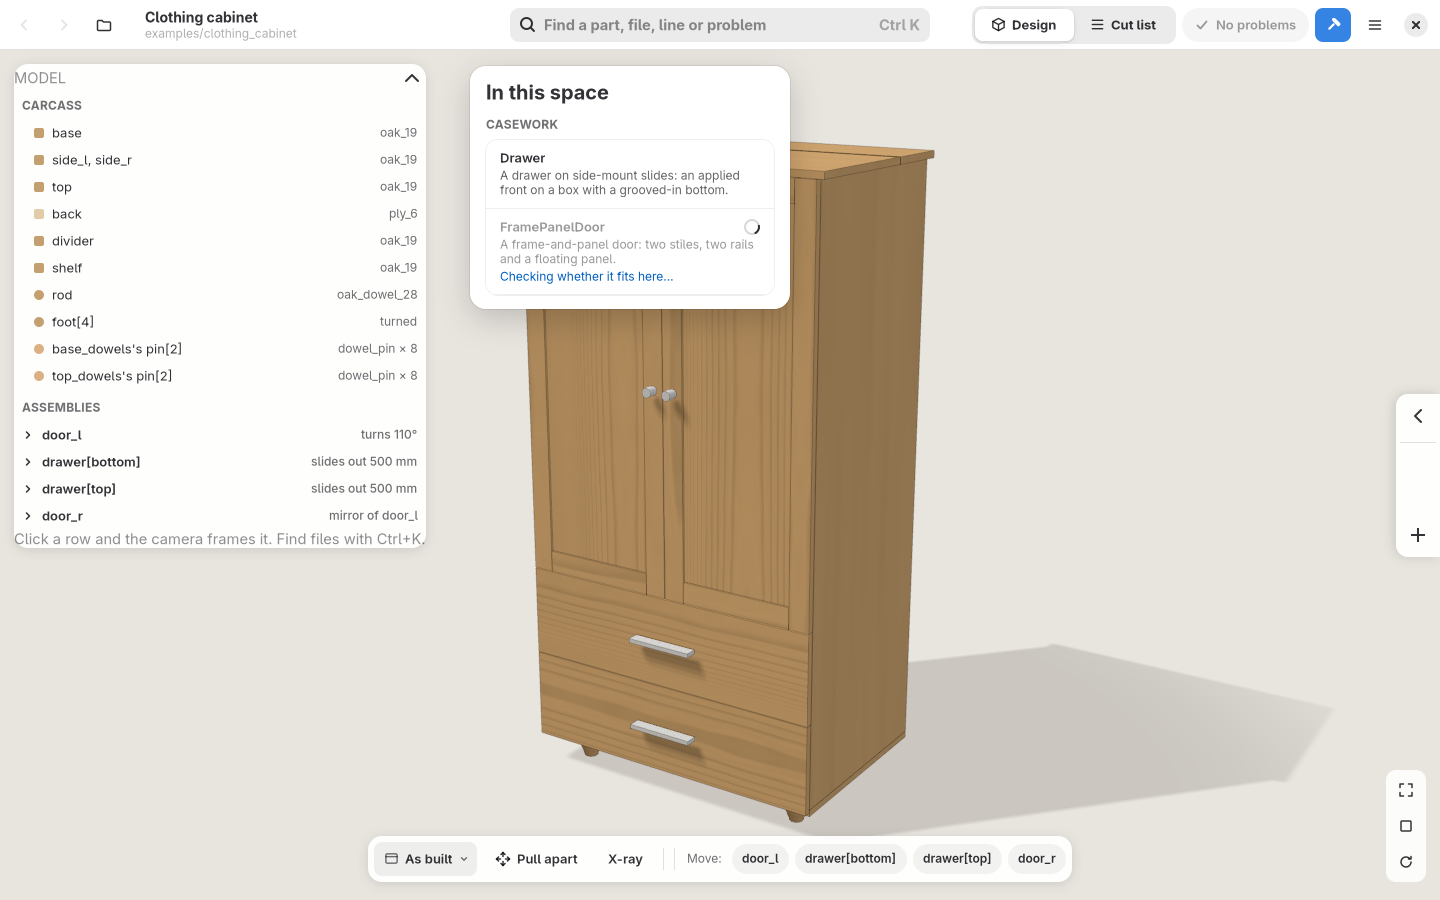 Clothing cabinet
examples/clothing_cabinet
Find a part, file, line or problem
Ctrl K
Design
Cut list
No problems
MODEL
CARCASS
base oak_19
side_l, side_r oak_19
top oak_19
back ply_6
divider oak_19
shelf oak_19
rod oak_dowel_28
foot[4] turned
base_dowels's pin[2] dowel_pin × 8
top_dowels's pin[2] dowel_pin × 8
ASSEMBLIES
door_l turns 110°
drawer[bottom] slides out 500 mm
drawer[top] slides out 500 mm
door_r mirror of door_l
Click a row and the camera frames it. Find files with Ctrl+K.
In this space
CASEWORK
Drawer
A drawer on side-mount slides: an applied
front on a box with a grooved-in bottom.
FramePanelDoor
A frame-and-panel door: two stiles, two rails
and a floating panel.
Checking whether it fits here...
As built
Pull apart
X-ray
Move:
door_l
drawer[bottom]
drawer[top]
door_r